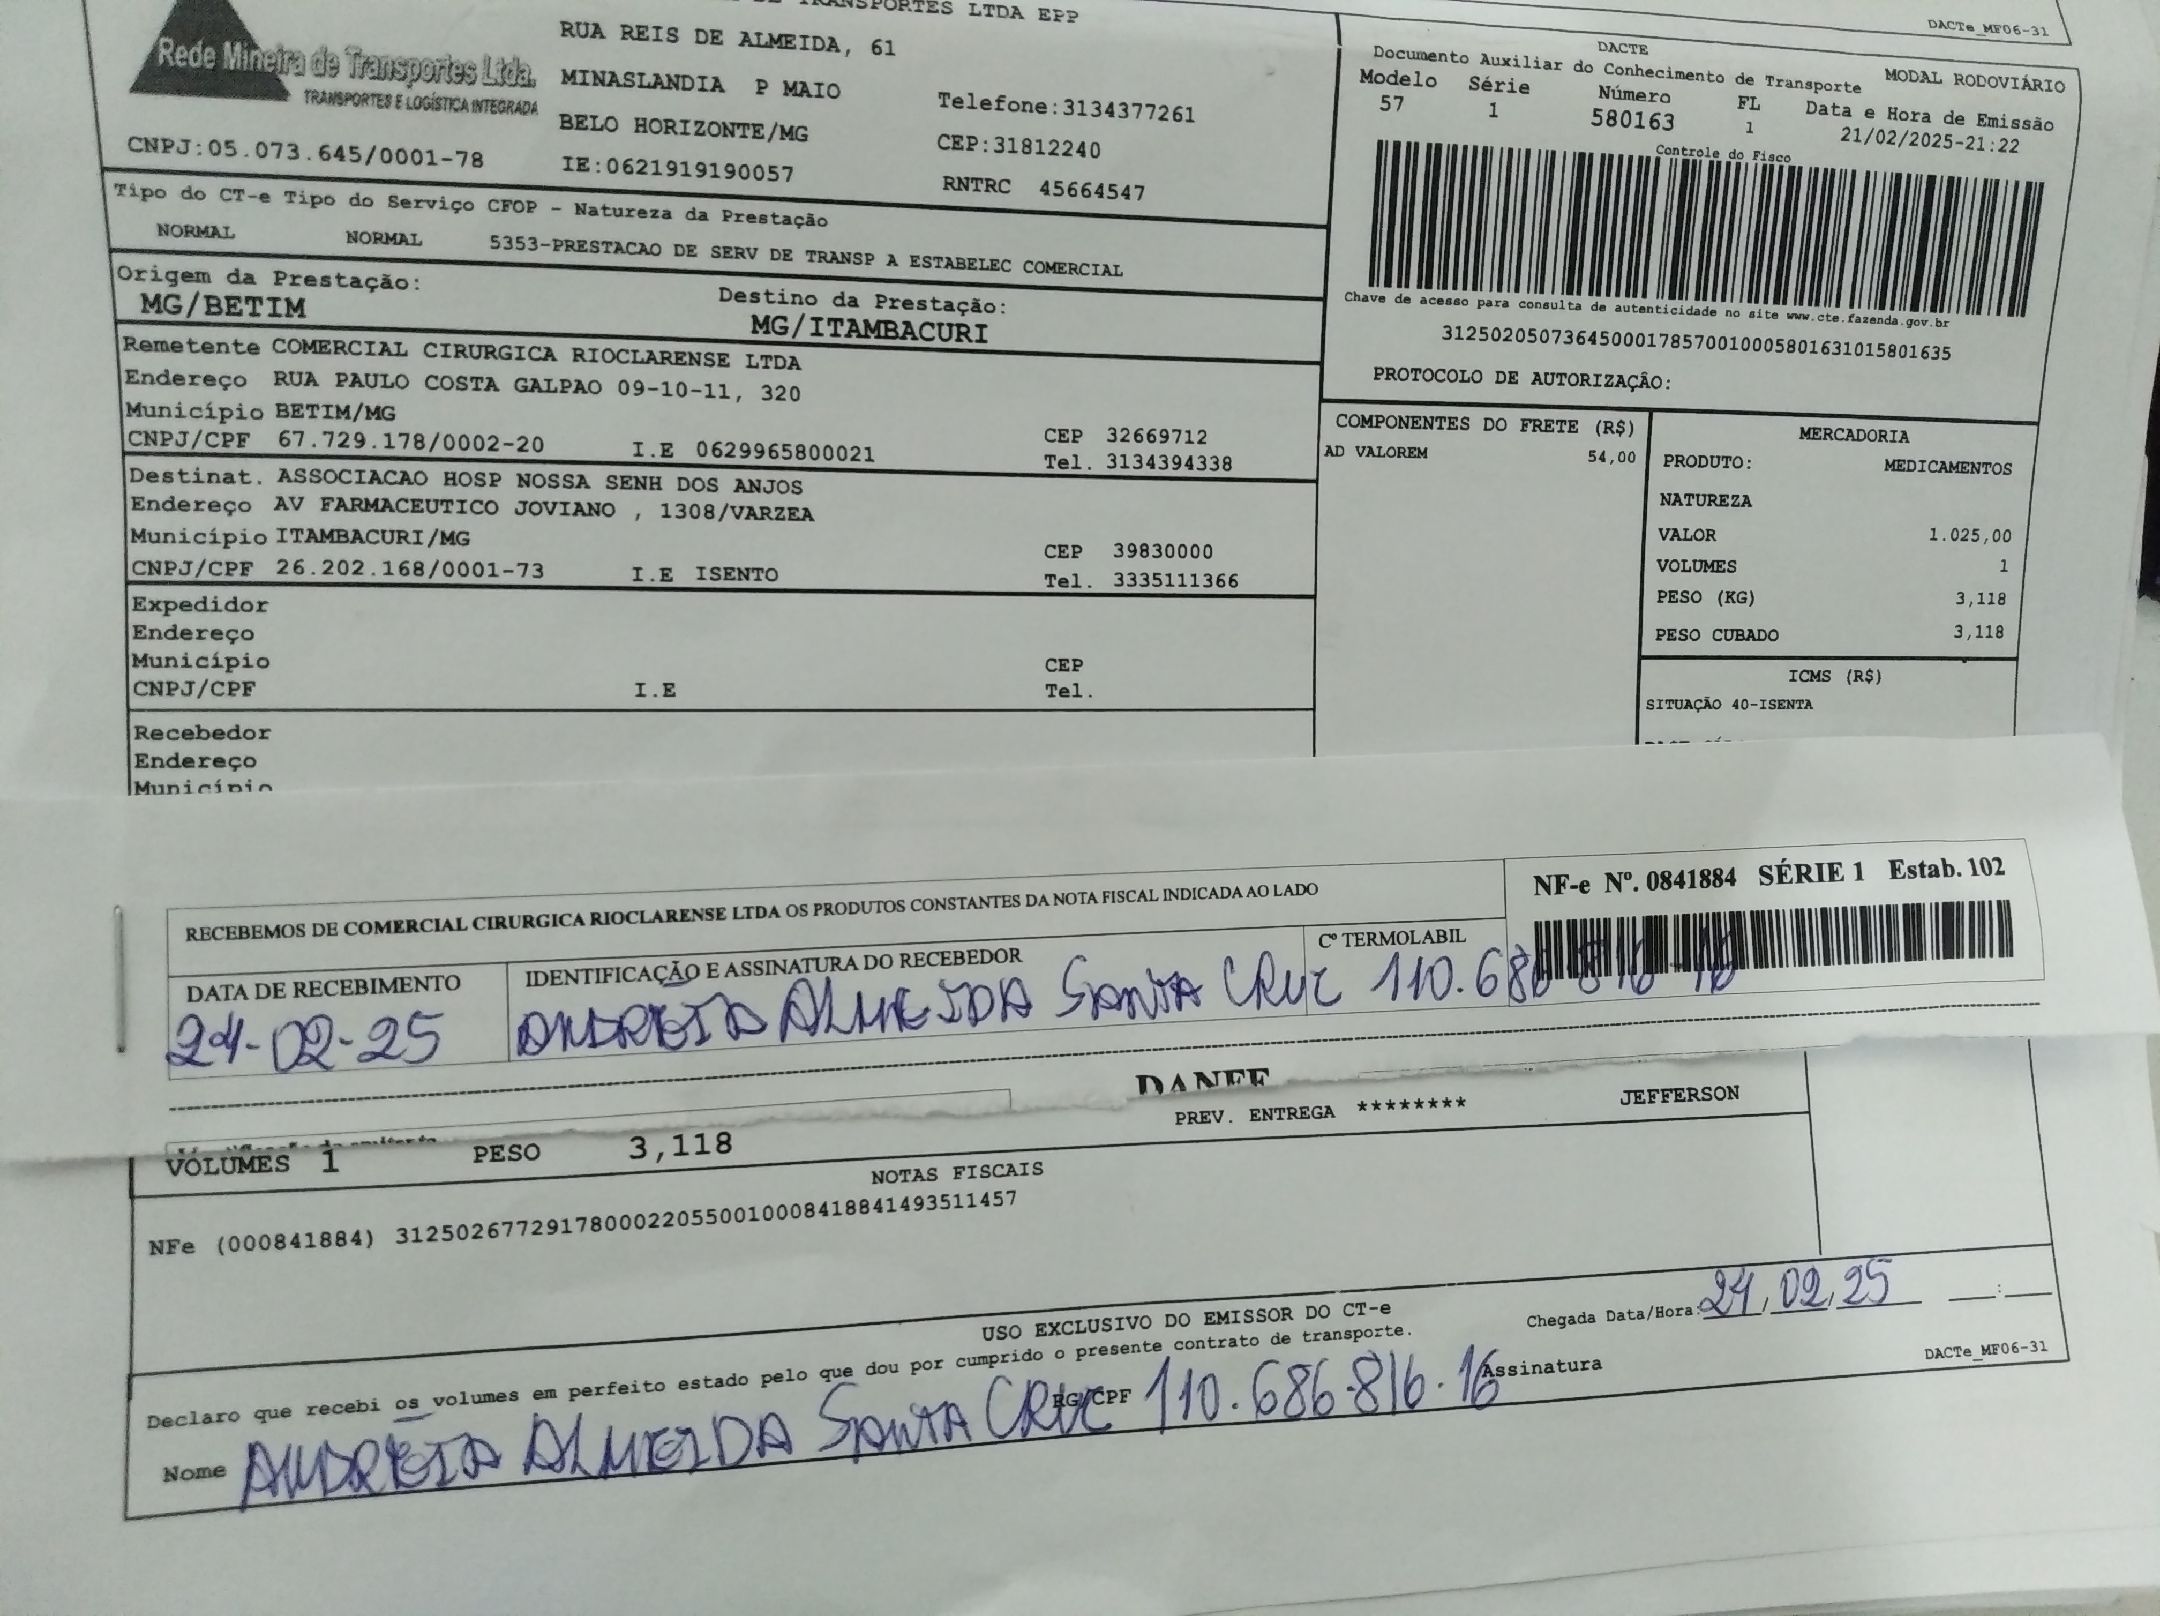 TRANSPORTES LTDA EPP
DACTe_MF06-31
Rede Mineira de Transportes Ltda.
TRANSPORTES E LOGÍSTICA INTEGRADA
RUA REIS DE ALMEIDA, 61
MINASLANDIA P MAIO
BELO HORIZONTE/MG
Telefone:3134377261
CEP:31812240
CNPJ:05.073.645/0001-78
IE:0621919190057
RNTRC 45664547
DACTE
Documento Auxiliar do Conhecimento de Transporte
MODAL RODOVIÁRIO
Modelo Série Número FL Data e Hora de Emissão
57 1 580163 1 21/02/2025-21:22
Controle do Fisco
Chave de acesso para consulta de autenticidade no site www.cte.fazenda.gov.br
31250205073645000178570010005801631015801635
PROTOCOLO DE AUTORIZAÇÃO:
Tipo do CT-e Tipo do Serviço CFOP - Natureza da Prestação
NORMAL NORMAL 5353-PRESTACAO DE SERV DE TRANSP A ESTABELEC COMERCIAL
Origem da Prestação:
MG/BETIM
Destino da Prestação:
MG/ITAMBACURI
Remetente COMERCIAL CIRURGICA RIOCLARENSE LTDA
Endereço RUA PAULO COSTA GALPAO 09-10-11, 320
Município BETIM/MG
CEP 32669712
CNPJ/CPF 67.729.178/0002-20 I.E 0629965800021 Tel. 3134394338
Destinat. ASSOCIACAO HOSP NOSSA SENH DOS ANJOS
Endereço AV FARMACEUTICO JOVIANO , 1308/VARZEA
Município ITAMBACURI/MG CEP 39830000
CNPJ/CPF 26.202.168/0001-73 I.E ISENTO Tel. 3335111366
Expedidor
Endereço
Município CEP
CNPJ/CPF I.E Tel.
Recebedor
Endereço
Município
COMPONENTES DO FRETE (R$)
AD VALOREM 54,00
MERCADORIA
PRODUTO: MEDICAMENTOS
NATUREZA
VALOR 1.025,00
VOLUMES 1
PESO (KG) 3,118
PESO CUBADO 3,118
ICMS (R$)
SITUAÇÃO 40-ISENTA
RECEBEMOS DE COMERCIAL CIRURGICA RIOCLARENSE LTDA OS PRODUTOS CONSTANTES DA NOTA FISCAL INDICADA AO LADO
NF-e Nº. 0841884 SÉRIE 1 Estab. 102
DATA DE RECEBIMENTO
IDENTIFICAÇÃO E ASSINATURA DO RECEBEDOR
Cº TERMOLABIL
24-02-25
ANDREIA ALMEIDA SANTA CRUZ 110.686 816-16
DANFE
PREV. ENTREGA ******** JEFFERSON
VOLUMES 1 PESO 3,118
NOTAS FISCAIS
NFe (000841884) 31250267729178000220550010008418841493511457
USO EXCLUSIVO DO EMISSOR DO CT-e
Chegada Data/Hora: 24/02/25 :
Declaro que recebi os volumes em perfeito estado pelo que dou por cumprido o presente contrato de transporte.
DACTe_MF06-31
Nome ANDREIA ALMEIDA SANTA CRUZ RG/CPF 110.686.816.16 Assinatura